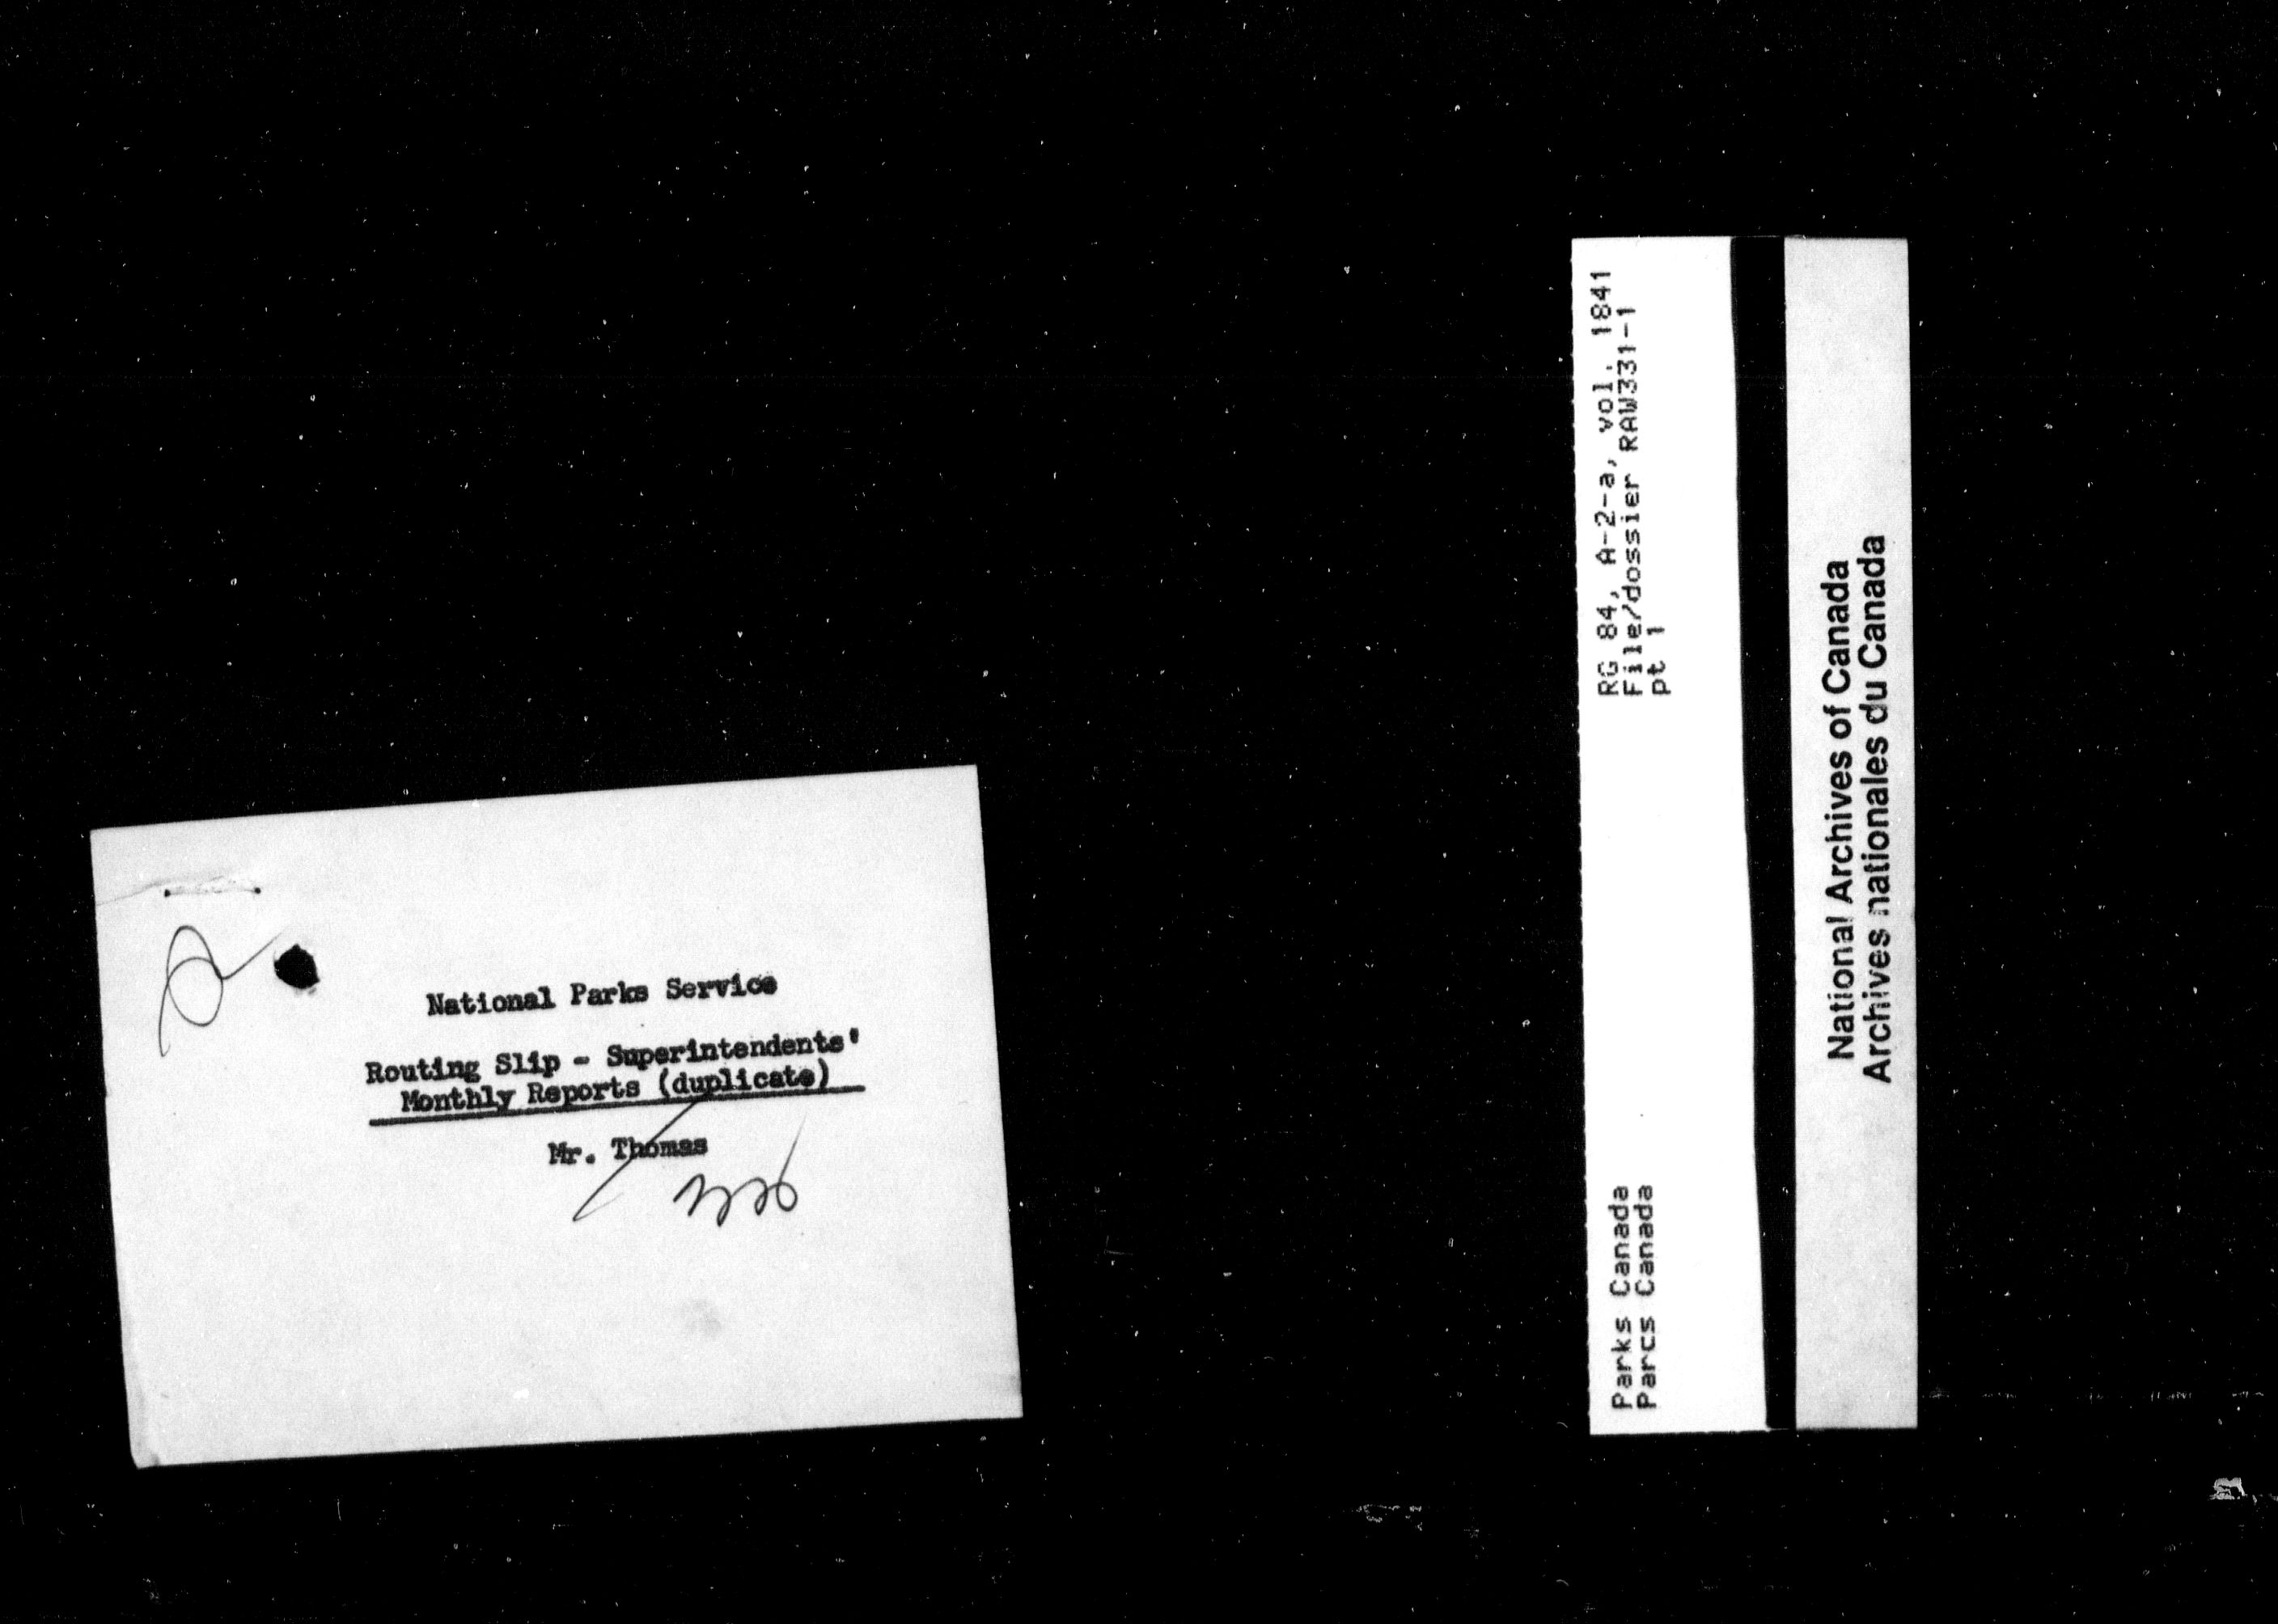 National Parks Service
Routing Slip - Superintendents'
Monthly Reports (duplicate)
Mr. Thomas
RG 84, A-2-a, vol. 1841
File/dossier RAW331-1
pt 1
Parks Canada
Parcs Canada
National Archives of Canada
Archives nationales du Canada